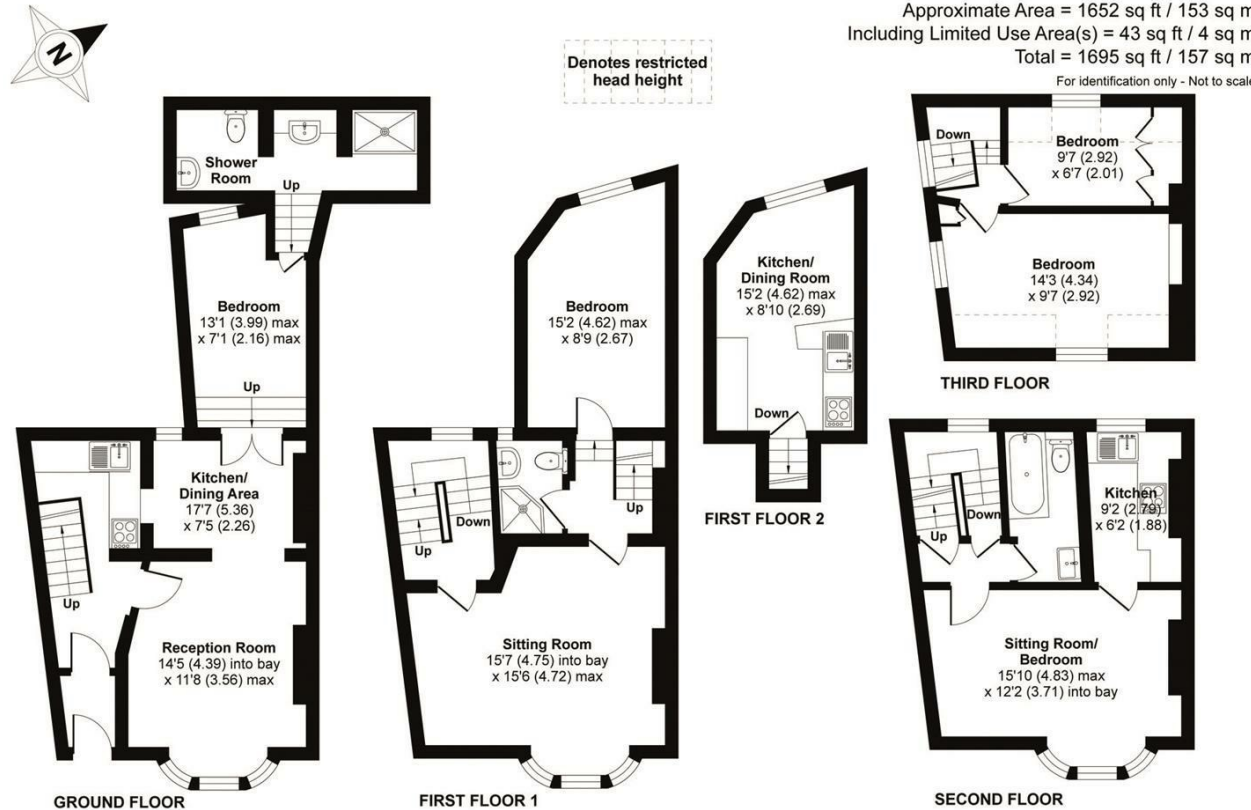 Approximate Area = 1652 sq ft / 153 sq m
Including Limited Use Area(s) = 43 sq ft / 4 sq m
Total = 1695 sq ft / 157 sq m
For identification only - Not to scale
N
Denotes restricted
head height
Shower
Room
Up
Bedroom
13'1 (3.99) max
x 7'1 (2.16) max
Up
Kitchen/
Dining Area
17'7 (5.36)
x 7'5 (2.26)
Up
Reception Room
14'5 (4.39) into bay
x 11'8 (3.56) max
GROUND FLOOR
Bedroom
15'2 (4.62) max
x 8'9 (2.67)
Down
Up
Up
Sitting Room
15'7 (4.75) into bay
x 15'6 (4.72) max
FIRST FLOOR 1
Kitchen/
Dining Room
15'2 (4.62) max
x 8'10 (2.69)
Down
FIRST FLOOR 2
Down
Bedroom
9'7 (2.92)
x 6'7 (2.01)
Bedroom
14'3 (4.34)
x 9'7 (2.92)
THIRD FLOOR
Up
Down
Kitchen
9'2 (2.79)
x 6'2 (1.88)
Sitting Room/
Bedroom
15'10 (4.83) max
x 12'2 (3.71) into bay
SECOND FLOOR